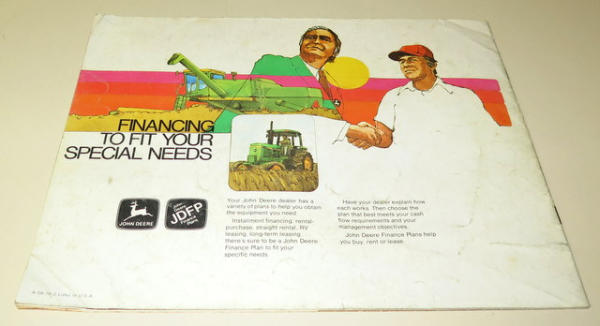 FINANCING
TO FIT YOUR
SPECIAL NEEDS
JOHN DEERE
JDFP
Your John Deere dealer has a
variety of plans to help you obtain
the equipment you need.
Installment financing, rental-
purchase, straight rental, RV
leasing, long-term leasing...
there's sure to be a John Deere
Finance Plan to fit your
specific needs.
Have your dealer explain how
each works. Then choose the
plan that best meets your cash
flow requirements and your
management objectives.
John Deere Finance Plans help
you buy, rent or lease.